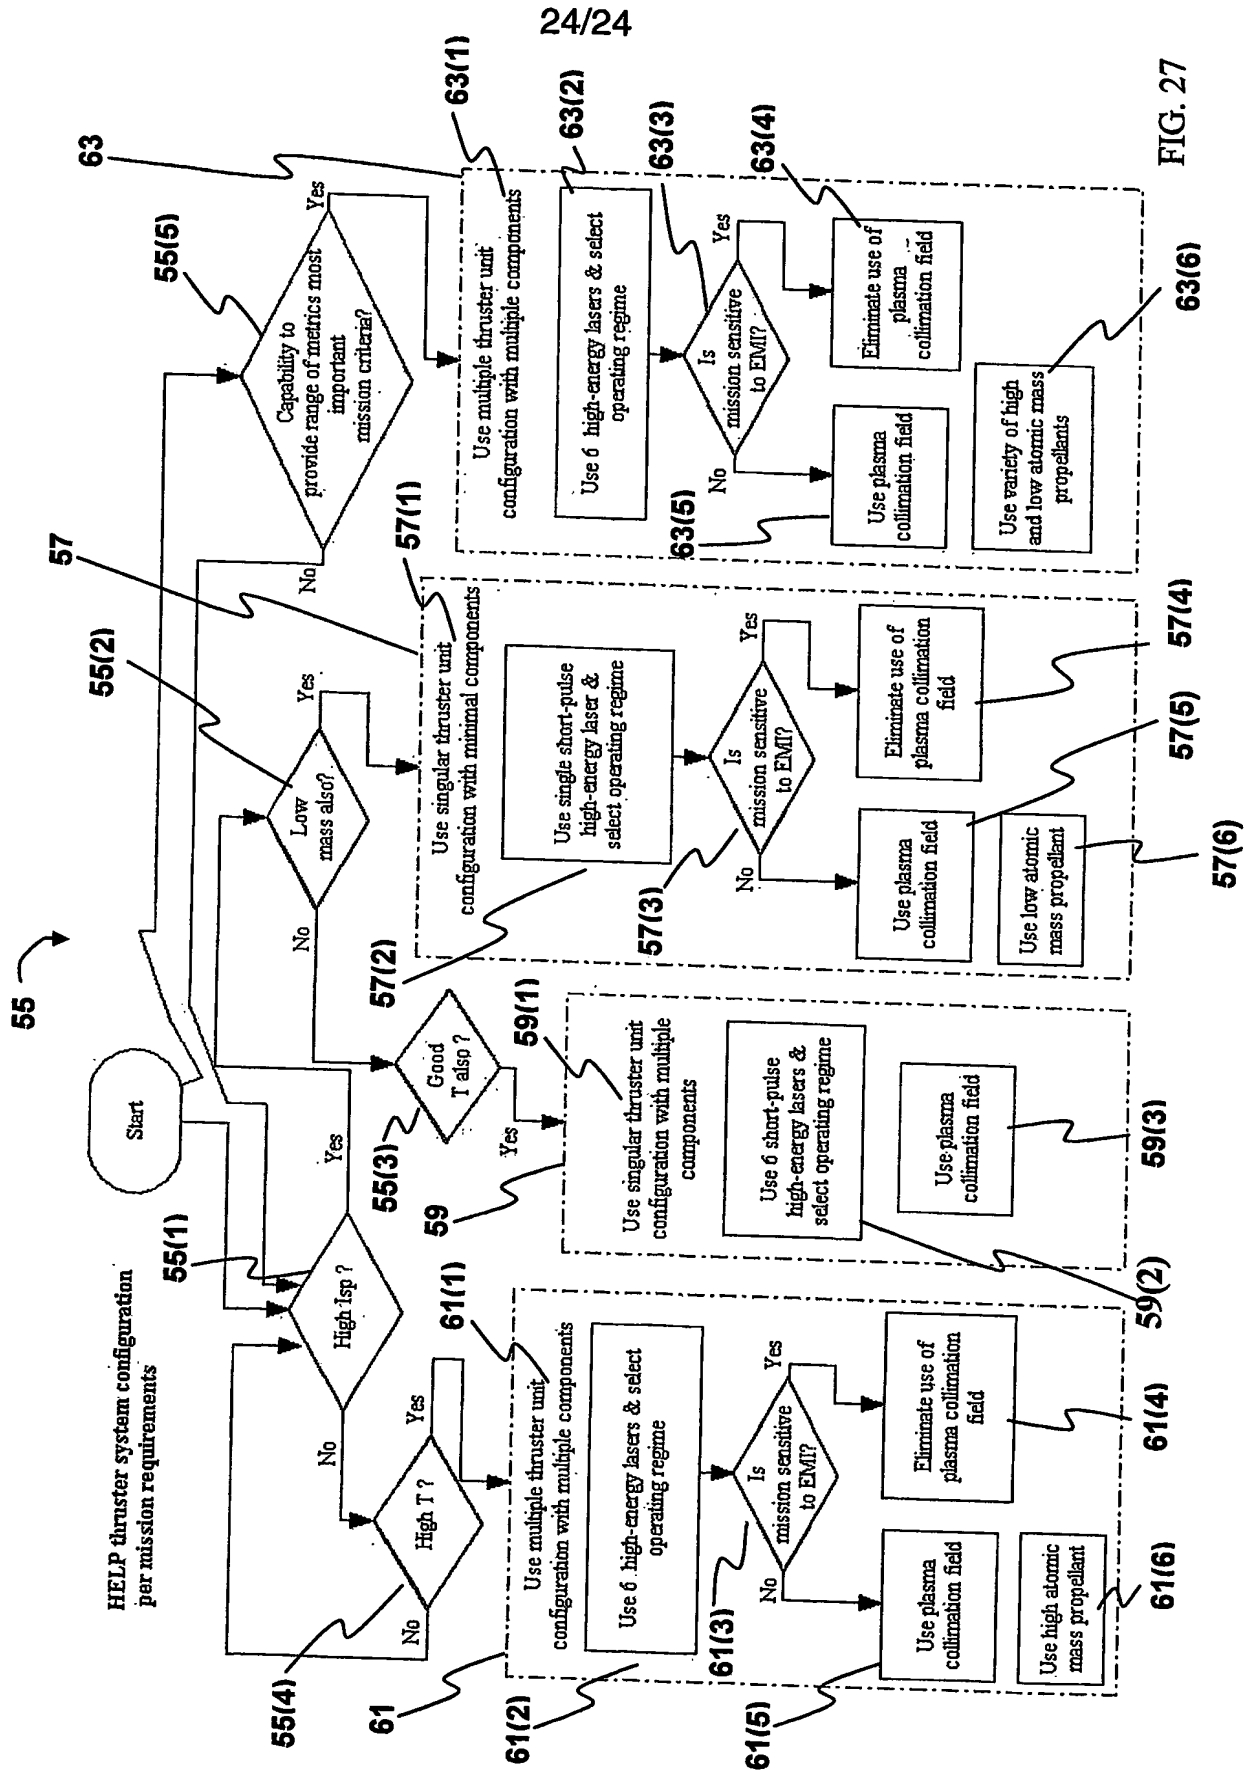 24/24
HELP thruster system configuration
per mission requirements
55
Start
55(1)
High Isp ?
Yes
No
55(4)
High T ?
Yes
No
55(2)
Low
mass also?
Yes
No
55(3)
Good
T also ?
Yes
55(5)
Capability to
provide range of metrics most
important
mission criteria?
Yes
No
61
61(1)
Use multiple thruster unit
configuration with multiple components
61(2)
Use 6 high-energy lasers & select
operating regime
61(3)
Is
mission sensitive
to EMI?
Yes
No
61(4)
Eliminate use of
plasma collimation
field
61(5)
Use plasma
collimation field
61(6)
Use high atomic
mass propellant
59
59(1)
Use singular thruster unit
configuration with multiple
components
59(2)
Use 6 short-pulse
high-energy lasers &
select operating regime
59(3)
Use plasma
collimation field
57
57(1)
Use singular thruster unit
configuration with minimal components
57(2)
Use single short-pulse
high-energy laser &
select operating regime
57(3)
Is
mission sensitive
to EMI?
Yes
No
57(4)
Eliminate use of
plasma collimation
field
57(5)
Use plasma
collimation field
57(6)
Use low atomic
mass propellant
63
63(1)
Use multiple thruster unit
configuration with multiple components
63(2)
Use 6 high-energy lasers & select
operating regime
63(3)
Is
mission sensitive
to EMI?
Yes
No
63(4)
Eliminate use of
plasma
collimation field
63(5)
Use plasma
collimation field
63(6)
Use variety of high
and low atomic mass
propellants
FIG. 27